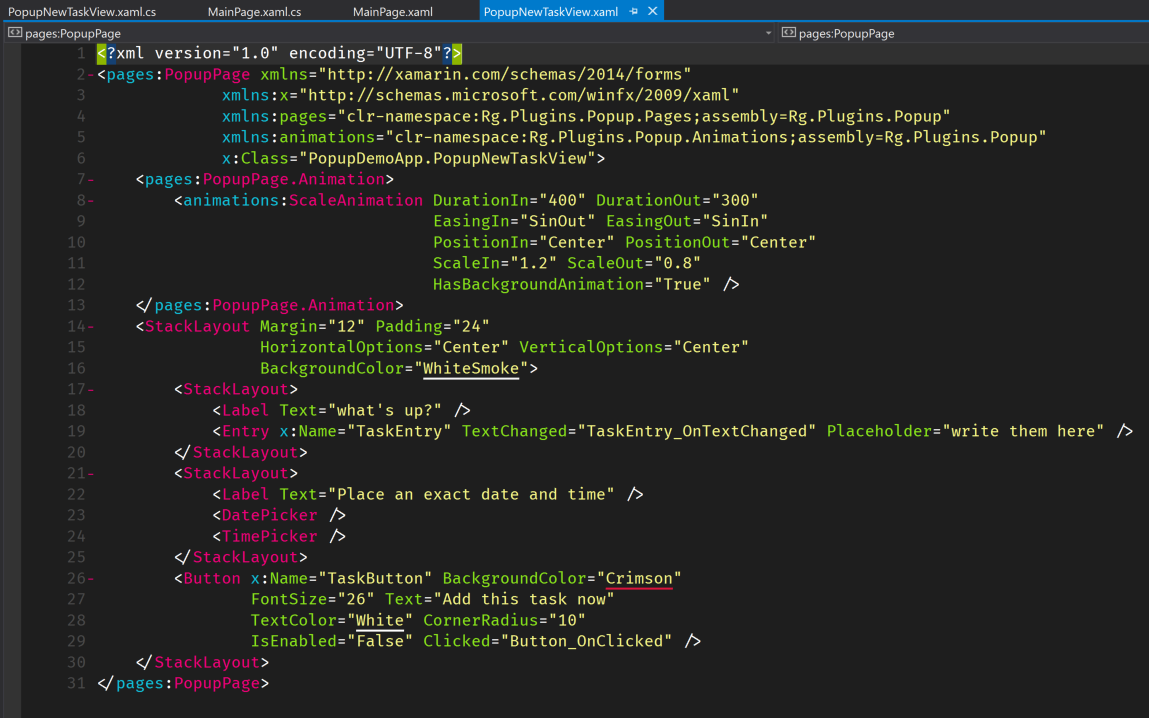 PopupNewTaskView.xaml.cs MainPage.xaml.cs MainPage.xaml PopupNewTaskView.xaml
pages:PopupPage pages:PopupPage
1 <?xml version="1.0" encoding="UTF-8"?>
2 <pages:PopupPage xmlns="http://xamarin.com/schemas/2014/forms"
3 xmlns:x="http://schemas.microsoft.com/winfx/2009/xaml"
4 xmlns:pages="clr-namespace:Rg.Plugins.Popup.Pages;assembly=Rg.Plugins.Popup"
5 xmlns:animations="clr-namespace:Rg.Plugins.Popup.Animations;assembly=Rg.Plugins.Popup"
6 x:Class="PopupDemoApp.PopupNewTaskView">
7 <pages:PopupPage.Animation>
8 <animations:ScaleAnimation DurationIn="400" DurationOut="300"
9 EasingIn="SinOut" EasingOut="SinIn"
10 PositionIn="Center" PositionOut="Center"
11 ScaleIn="1.2" ScaleOut="0.8"
12 HasBackgroundAnimation="True" />
13 </pages:PopupPage.Animation>
14 <StackLayout Margin="12" Padding="24"
15 HorizontalOptions="Center" VerticalOptions="Center"
16 BackgroundColor="WhiteSmoke">
17 <StackLayout>
18 <Label Text="what's up?" />
19 <Entry x:Name="TaskEntry" TextChanged="TaskEntry_OnTextChanged" Placeholder="write them here" />
20 </StackLayout>
21 <StackLayout>
22 <Label Text="Place an exact date and time" />
23 <DatePicker />
24 <TimePicker />
25 </StackLayout>
26 <Button x:Name="TaskButton" BackgroundColor="Crimson"
27 FontSize="26" Text="Add this task now"
28 TextColor="White" CornerRadius="10"
29 IsEnabled="False" Clicked="Button_OnClicked" />
30 </StackLayout>
31 </pages:PopupPage>